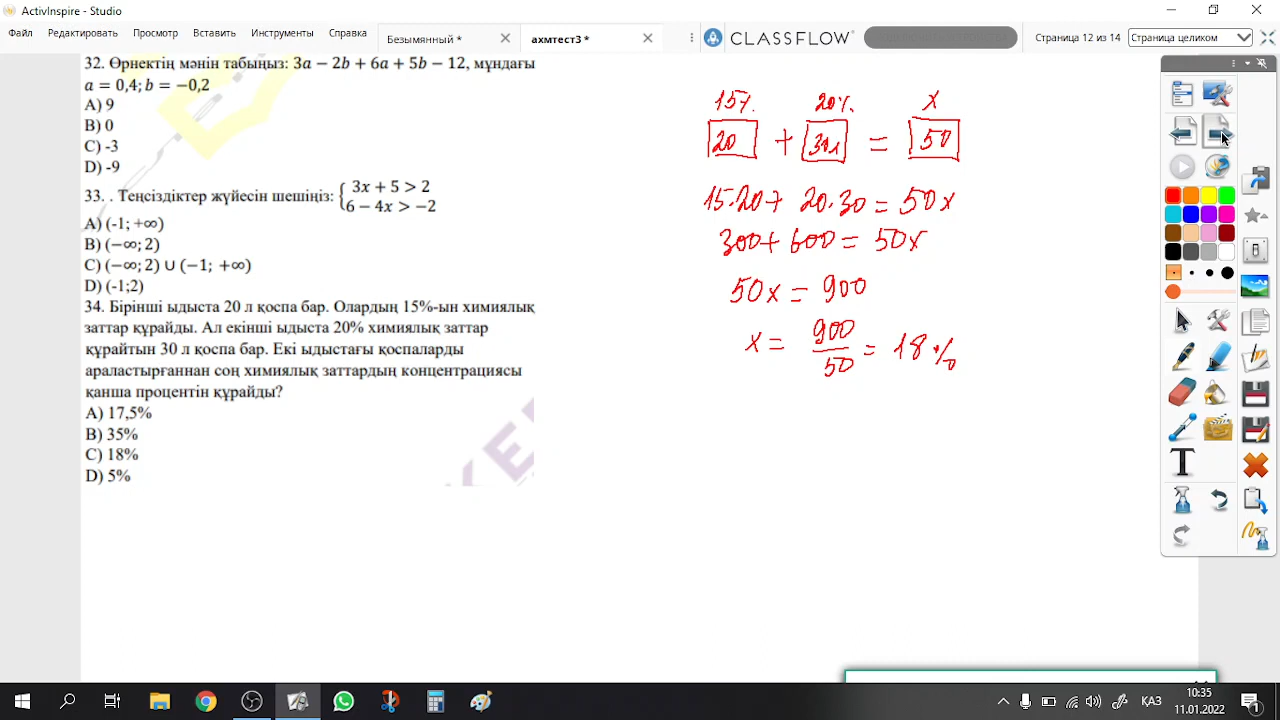 ActivInspire - Studio
Файл Редактировать Просмотр Вставить Инструменты Справка
Безымянный *
ахмтест3 *
CLASSFLOW
Страница 12 из 14
Страница целиком
32. Өрнектің мәнін табыңыз: 3a − 2b + 6a + 5b − 12, мұндағы
a = 0,4; b = −0,2
A) 9
B) 0
C) -3
D) -9
33. . Теңсіздіктер жүйесін шешіңіз: { 3x + 5 > 2
6 − 4x > −2
A) (-1; +∞)
B) (−∞; 2)
C) (−∞; 2) ∪ (−1; +∞)
D) (-1;2)
34. Бірінші ыдыста 20 л қоспа бар. Олардың 15%-ын химиялық
заттар құрайды. Ал екінші ыдыста 20% химиялық заттар
құрайтын 30 л қоспа бар. Екі ыдыстағы қоспаларды
араластырғаннан соң химиялық заттардың концентрациясы
қанша процентін құрайды?
A) 17,5%
B) 35%
C) 18%
D) 5%
15% 20% x
20 + 30л = 50
15·20 + 20·30 = 50x
300 + 600 = 50x
50x = 900
x = 900/50 = 18%
T
КАЗ
10:35
11.01.2022
1